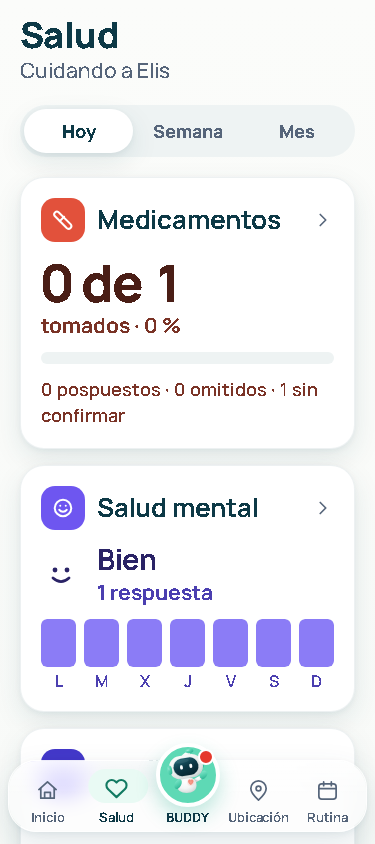 Salud
Cuidando a Elis
Hoy
Semana
Mes
Medicamentos
0 de 1
tomados · 0 %
0 pospuestos · 0 omitidos · 1 sin
confirmar
Salud mental
Bien
1 respuesta
L M X J V S D
Inicio
Salud
BUDDY
Ubicación
Rutina